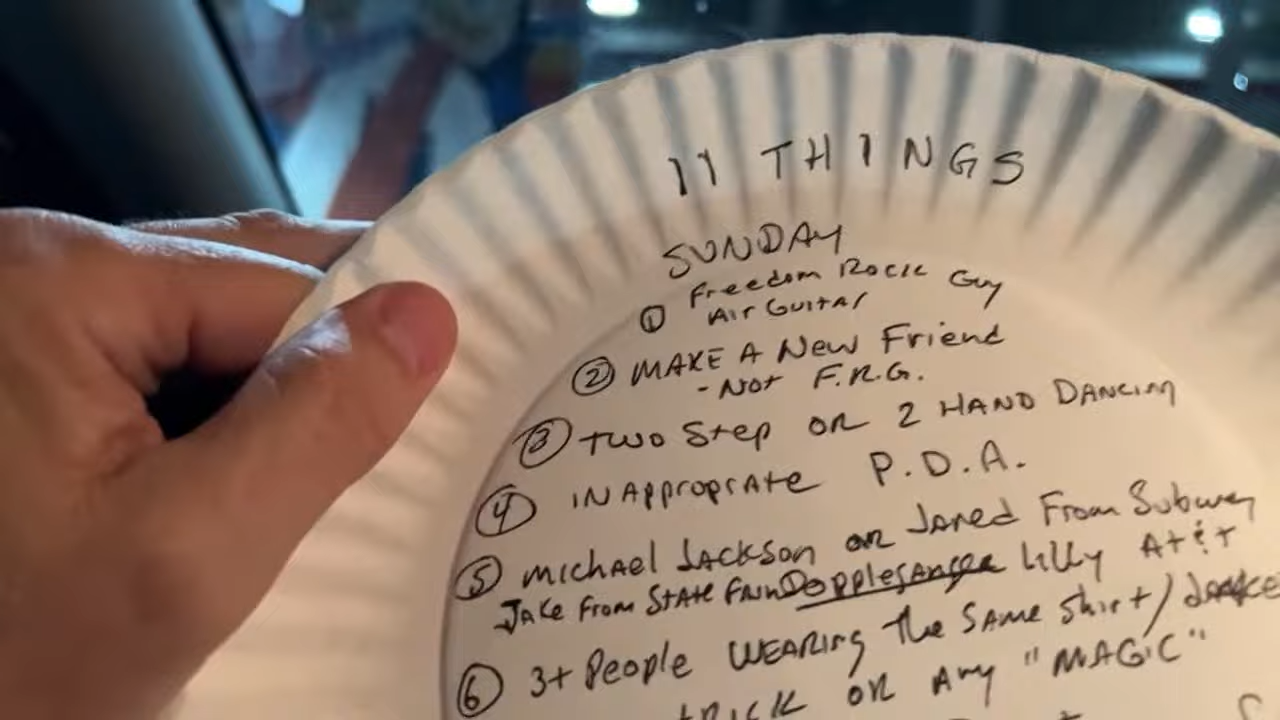 11 THINGS
SUNDAY
① Freedom Rock Guy
Air Guitar
② MAKE A New Friend
- Not F.R.G.
③ Two Step OR 2 HAND DANCING
④ INAppropriate P.D.A.
⑤ Michael Jackson OR Jared From Subway
Jake From State Farm Dopplesanger Lilly At&t
⑥ 3+ People WEARING The SAME Shirt/
TRICK OR ANY "MAGIC"